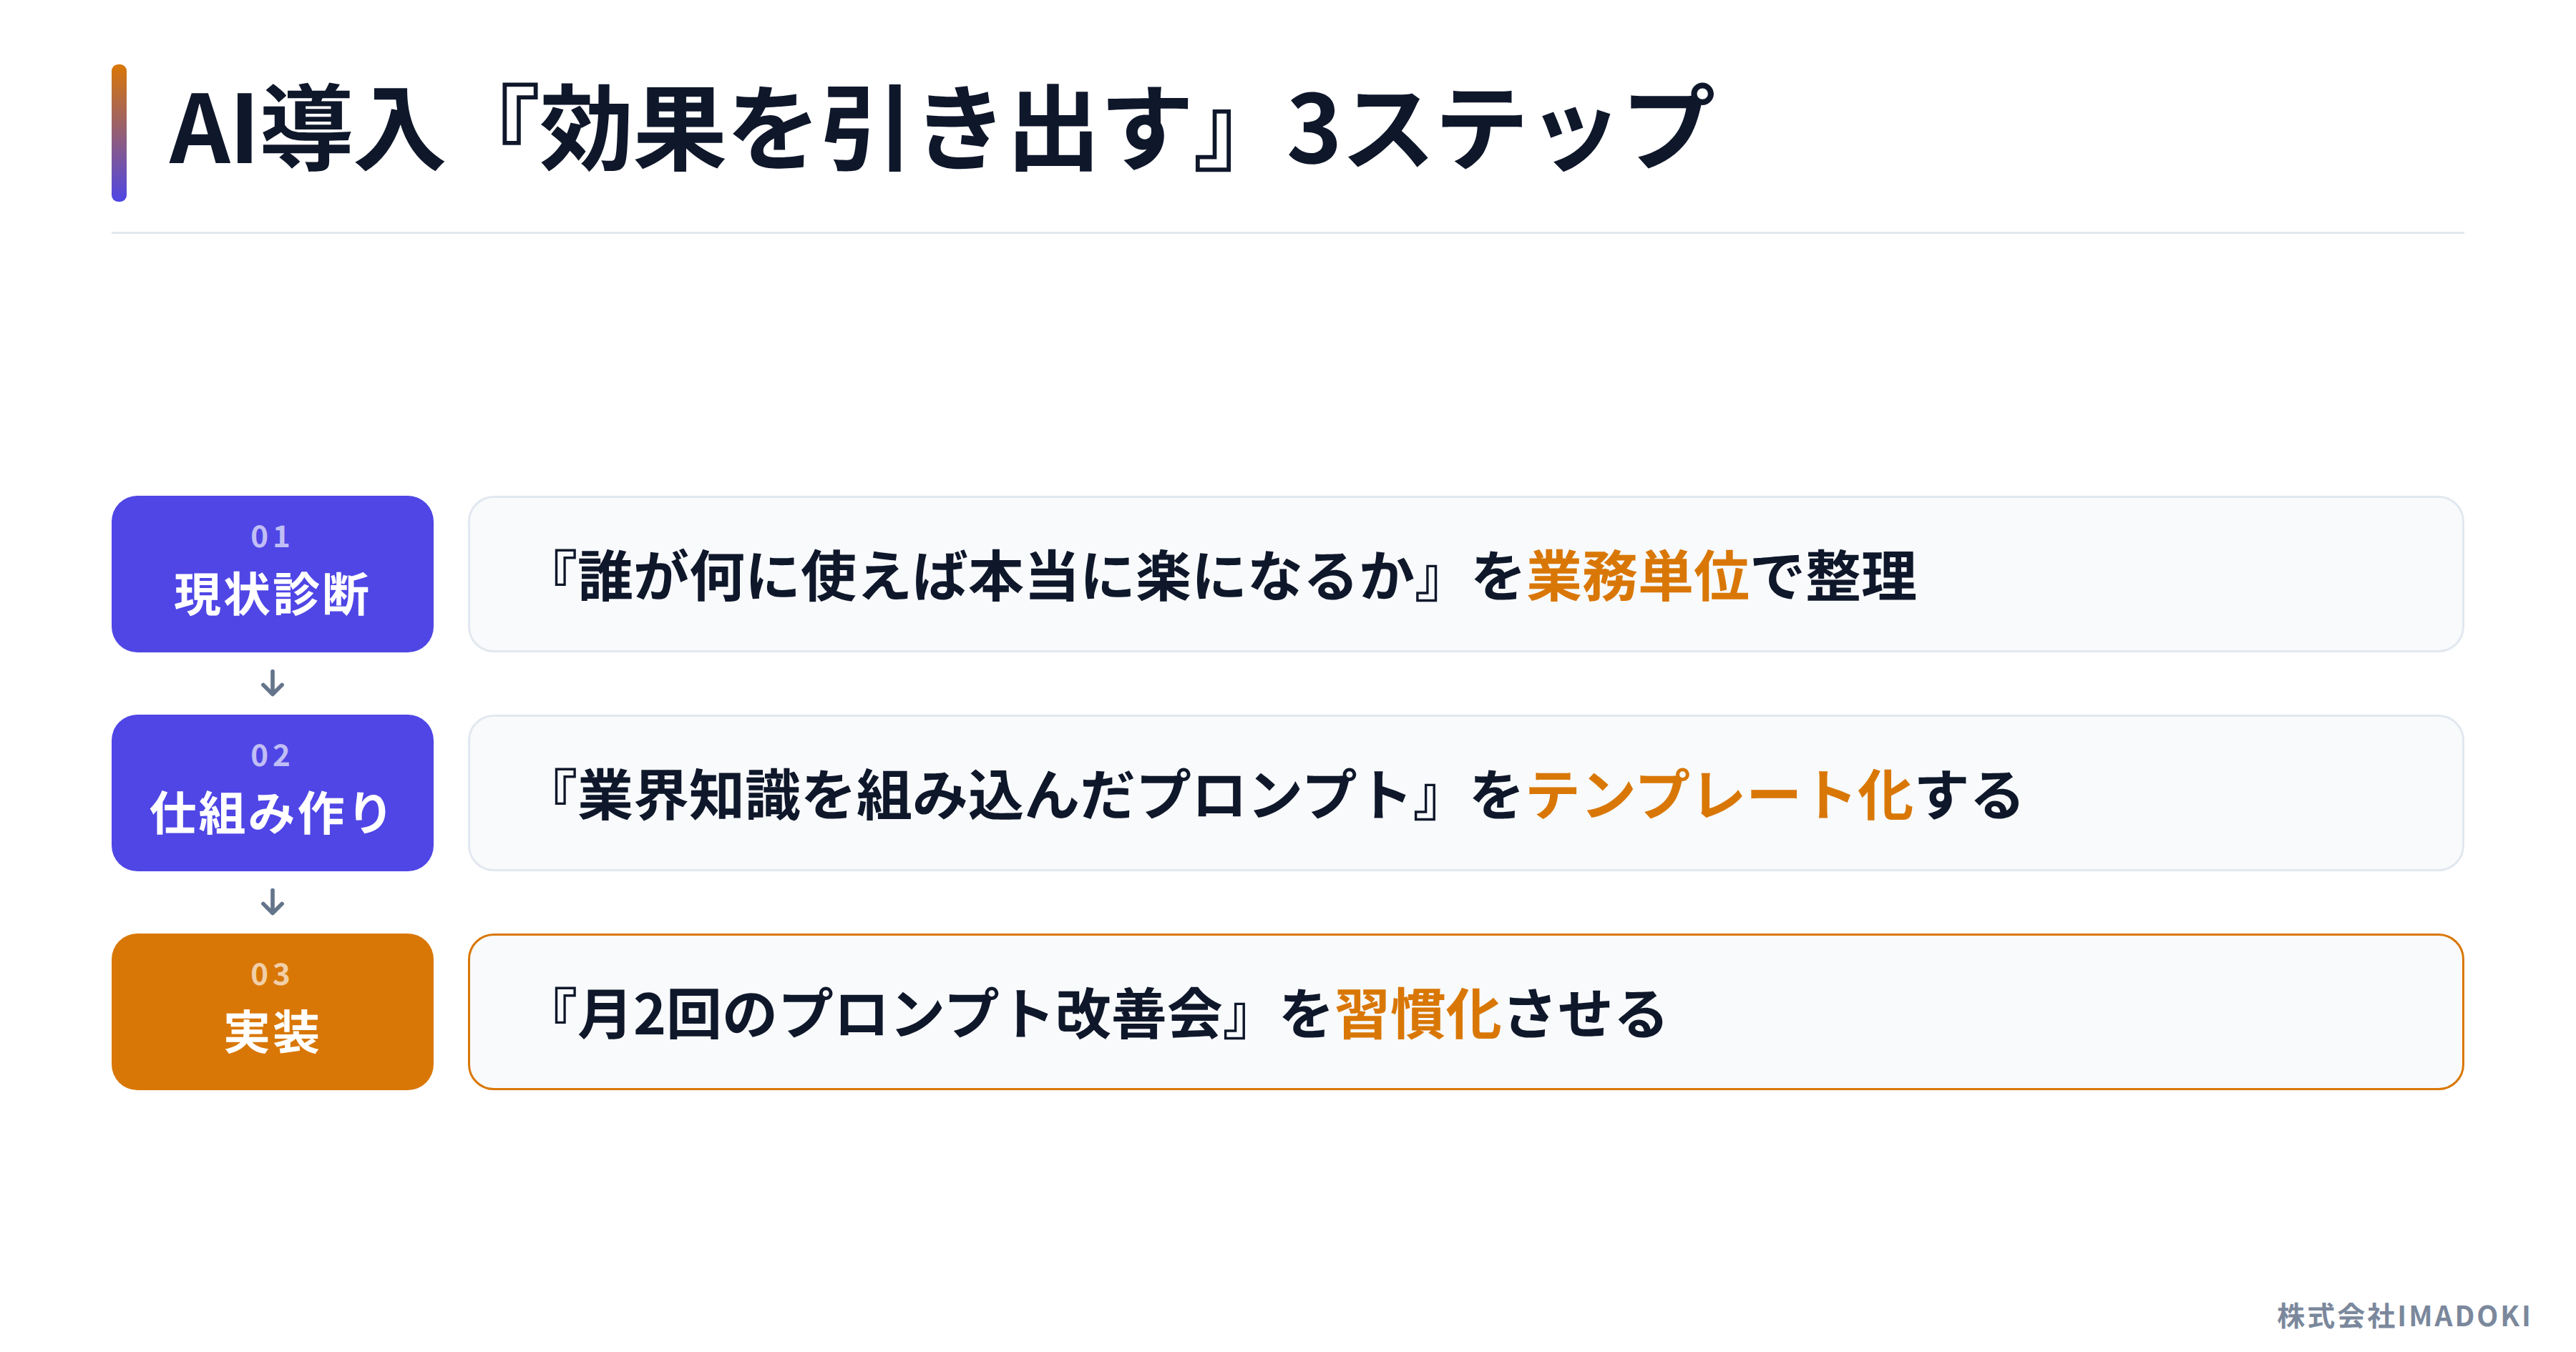 AI導入『効果を引き出す』3ステップ
01
現状診断
『誰が何に使えば本当に楽になるか』を業務単位で整理
02
仕組み作り
『業界知識を組み込んだプロンプト』をテンプレート化する
03
実装
『月2回のプロンプト改善会』を習慣化させる
株式会社IMADOKI